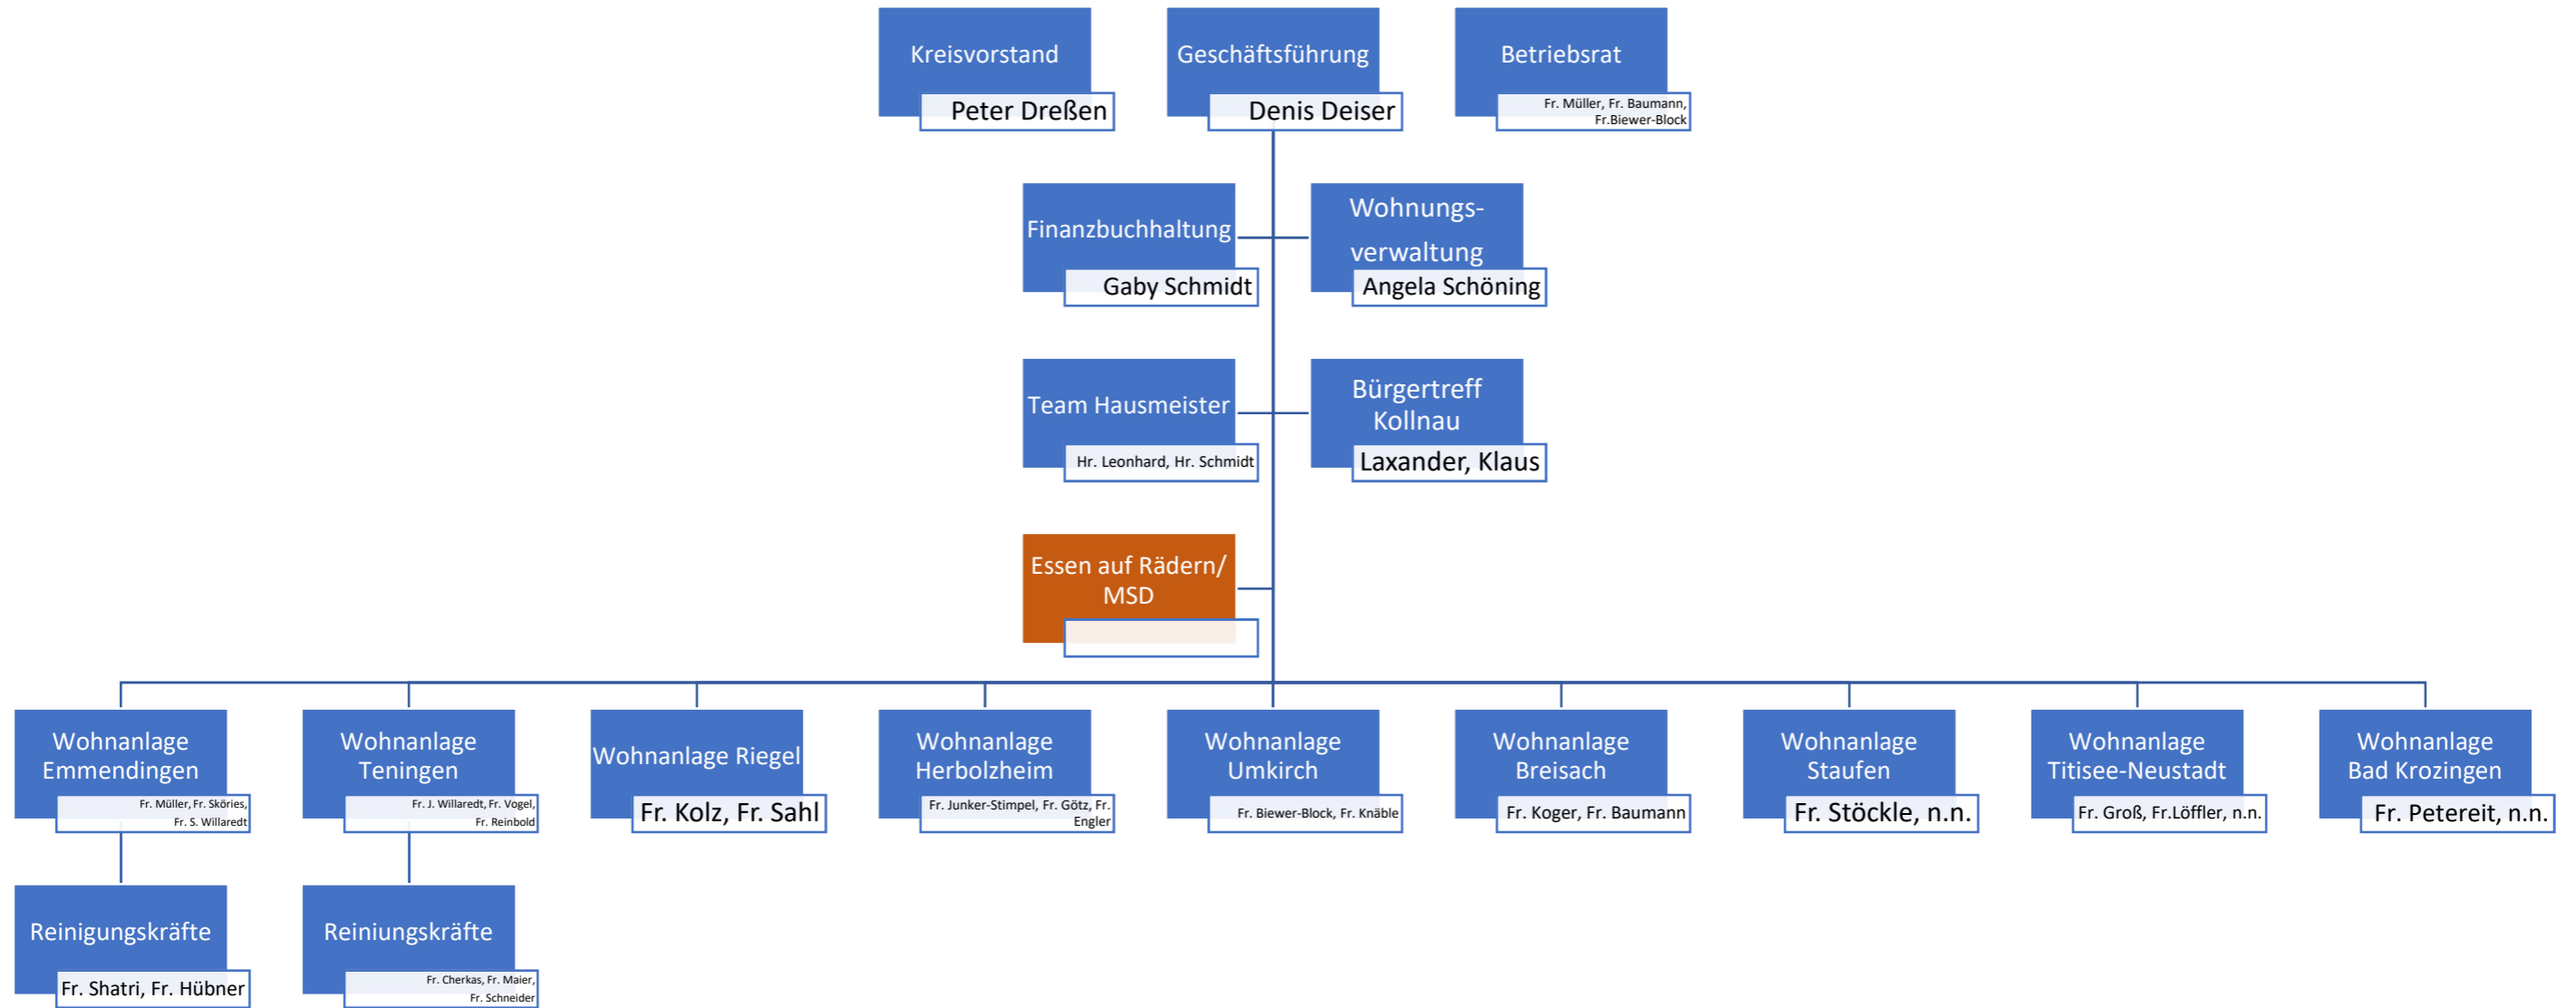 Kreisvorstand
Peter Dreßen
Geschäftsführung
Denis Deiser
Betriebsrat
Fr. Müller, Fr. Baumann,
Fr.Biewer-Block
Finanzbuchhaltung
Gaby Schmidt
Wohnungs-
verwaltung
Angela Schöning
Team Hausmeister
Hr. Leonhard, Hr. Schmidt
Bürgertreff
Kollnau
Laxander, Klaus
Essen auf Rädern/
MSD
Wohnanlage
Emmendingen
Fr. Müller, Fr. Sköries,
Fr. S. Willaredt
Wohnanlage
Teningen
Fr. J. Willaredt, Fr. Vogel,
Fr. Reinbold
Wohnanlage Riegel
Fr. Kolz, Fr. Sahl
Wohnanlage
Herbolzheim
Fr. Junker-Stimpel, Fr. Götz, Fr.
Engler
Wohnanlage
Umkirch
Fr. Biewer-Block, Fr. Knäble
Wohnanlage
Breisach
Fr. Koger, Fr. Baumann
Wohnanlage
Staufen
Fr. Stöckle, n.n.
Wohnanlage
Titisee-Neustadt
Fr. Groß, Fr.Löffler, n.n.
Wohnanlage
Bad Krozingen
Fr. Petereit, n.n.
Reinigungskräfte
Fr. Shatri, Fr. Hübner
Reiniungskräfte
Fr. Cherkas, Fr. Maier,
Fr. Schneider